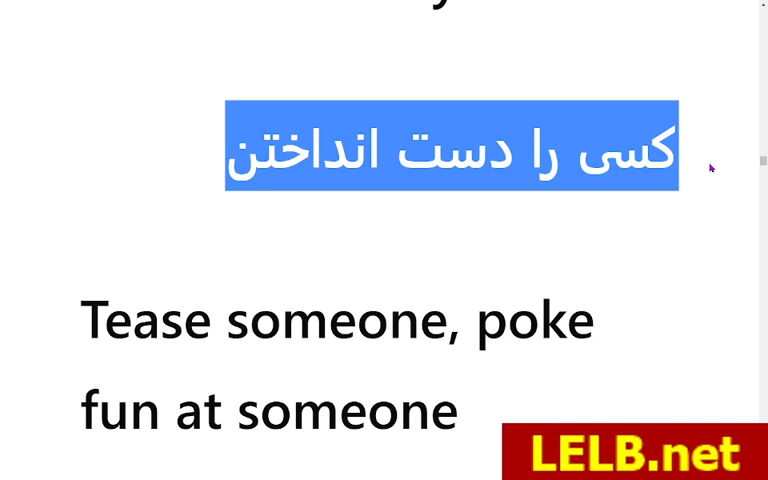 کسی را دست انداختن
Tease someone, poke
fun at someone
LELB.net